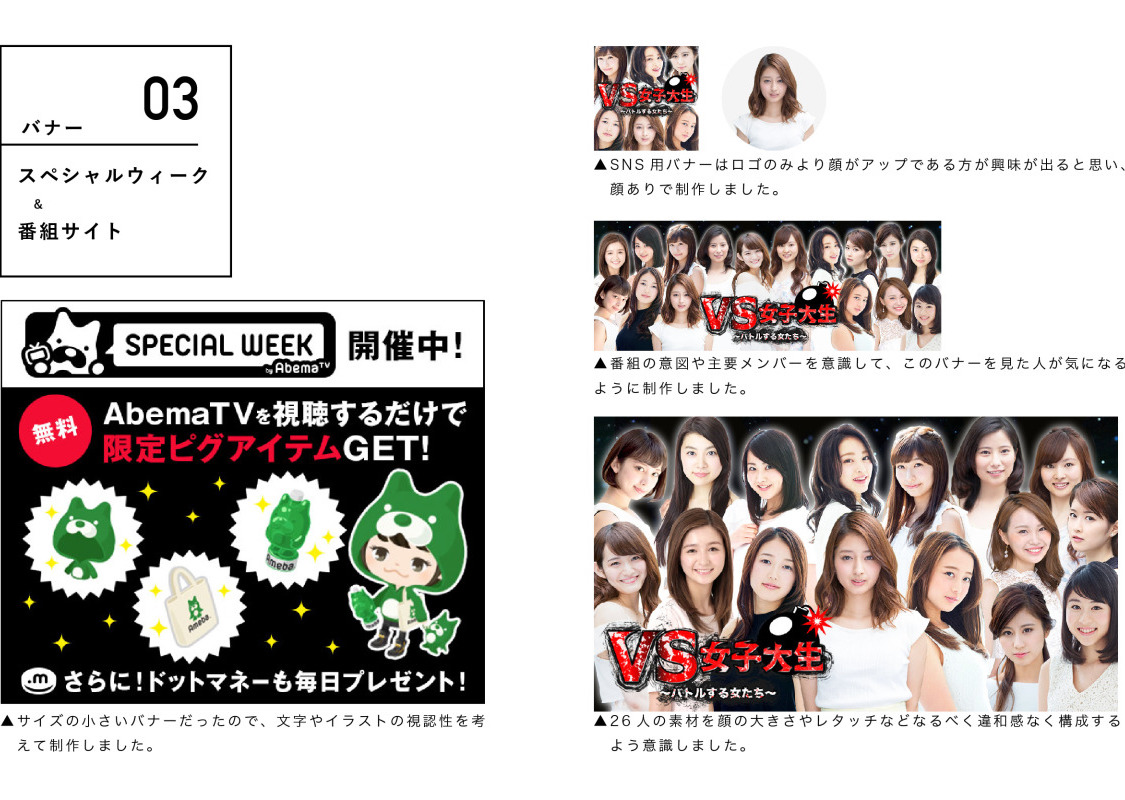 03
バナー
スペシャルウィーク
&
番組サイト
SPECIAL WEEK
by AbemaTV
開催中!
無料
AbemaTVを視聴するだけで
限定ピグアイテムGET!
Ameba
Ameba
.m さらに!ドットマネーも毎日プレゼント!
▲サイズの小さいバナーだったので、文字やイラストの視認性を考
えて制作しました。
VS女子大生
～バトルする女たち～
▲SNS用バナーはロゴのみより顔がアップである方が興味が出ると思い、
顔ありで制作しました。
VS女子大生
～バトルする女たち～
▲番組の意図や主要メンバーを意識して、このバナーを見た人が気になる
ように制作しました。
VS女子大生
～バトルする女たち～
▲26人の素材を顔の大きさやレタッチなどなるべく違和感なく構成する
よう意識しました。